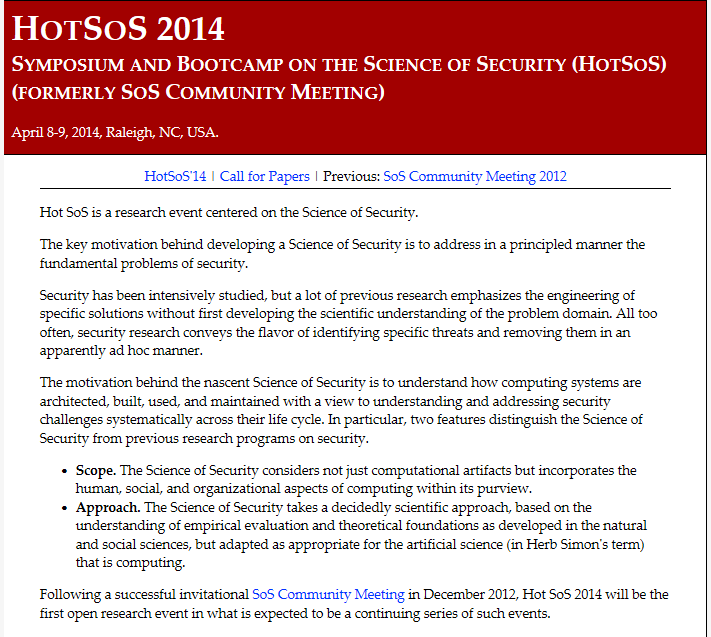 HotSoS 2014
Symposium and Bootcamp on the Science of Security (HotSoS)
(formerly SoS Community Meeting)
April 8-9, 2014, Raleigh, NC, USA.
HotSoS'14 | Call for Papers | Previous: SoS Community Meeting 2012
Hot SoS is a research event centered on the Science of Security.
The key motivation behind developing a Science of Security is to address in a principled manner the
fundamental problems of security.
Security has been intensively studied, but a lot of previous research emphasizes the engineering of
specific solutions without first developing the scientific understanding of the problem domain. All too
often, security research conveys the flavor of identifying specific threats and removing them in an
apparently ad hoc manner.
The motivation behind the nascent Science of Security is to understand how computing systems are
architected, built, used, and maintained with a view to understanding and addressing security
challenges systematically across their life cycle. In particular, two features distinguish the Science of
Security from previous research programs on security.
• Scope. The Science of Security considers not just computational artifacts but incorporates the
human, social, and organizational aspects of computing within its purview.
• Approach. The Science of Security takes a decidedly scientific approach, based on the
understanding of empirical evaluation and theoretical foundations as developed in the natural
and social sciences, but adapted as appropriate for the artificial science (in Herb Simon's term)
that is computing.
Following a successful invitational SoS Community Meeting in December 2012, Hot SoS 2014 will be the
first open research event in what is expected to be a continuing series of such events.